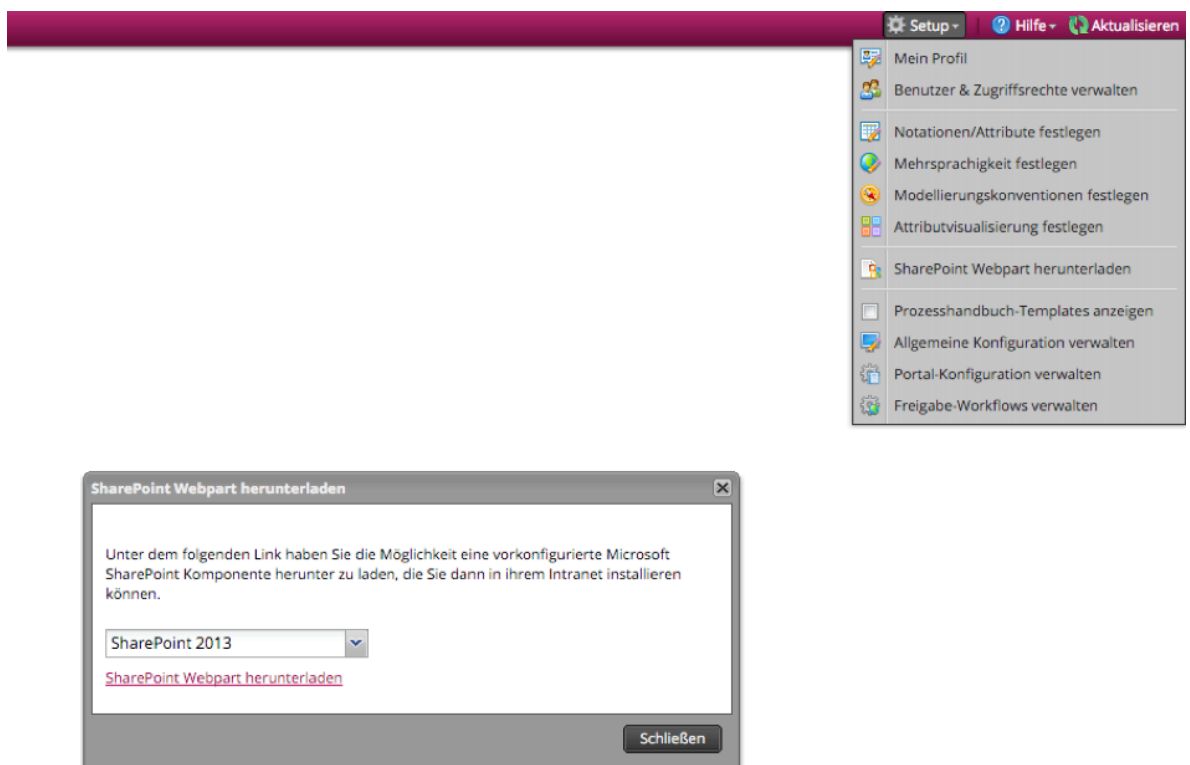 Setup
Hilfe
Aktualisieren
Mein Profil
Benutzer & Zugriffsrechte verwalten
Notationen/Attribute festlegen
Mehrsprachigkeit festlegen
Modellierungskonventionen festlegen
Attributvisualisierung festlegen
SharePoint Webpart herunterladen
Prozesshandbuch-Templates anzeigen
Allgemeine Konfiguration verwalten
Portal-Konfiguration verwalten
Freigabe-Workflows verwalten
SharePoint Webpart herunterladen
Unter dem folgenden Link haben Sie die Möglichkeit eine vorkonfigurierte Microsoft
SharePoint Komponente herunter zu laden, die Sie dann in ihrem Intranet installieren
können.
SharePoint 2013
SharePoint Webpart herunterladen
Schließen